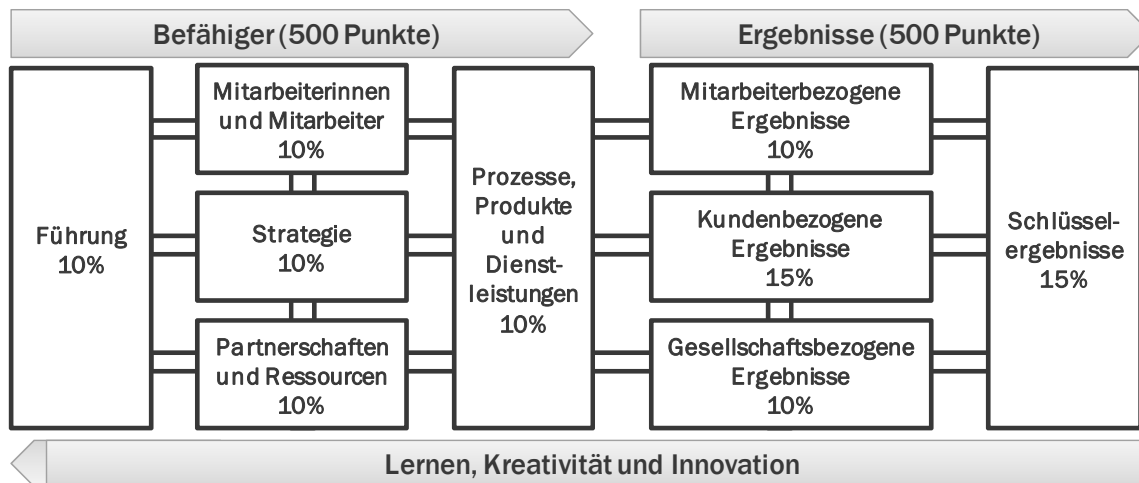 Befähiger (500 Punkte)
Ergebnisse (500 Punkte)
Führung
10%
Mitarbeiterinnen
und Mitarbeiter
10%
Strategie
10%
Partnerschaften
und Ressourcen
10%
Prozesse,
Produkte
und
Dienst-
leistungen
10%
Mitarbeiterbezogene
Ergebnisse
10%
Kundenbezogene
Ergebnisse
15%
Gesellschaftsbezogene
Ergebnisse
10%
Schlüssel-
ergebnisse
15%
Lernen, Kreativität und Innovation